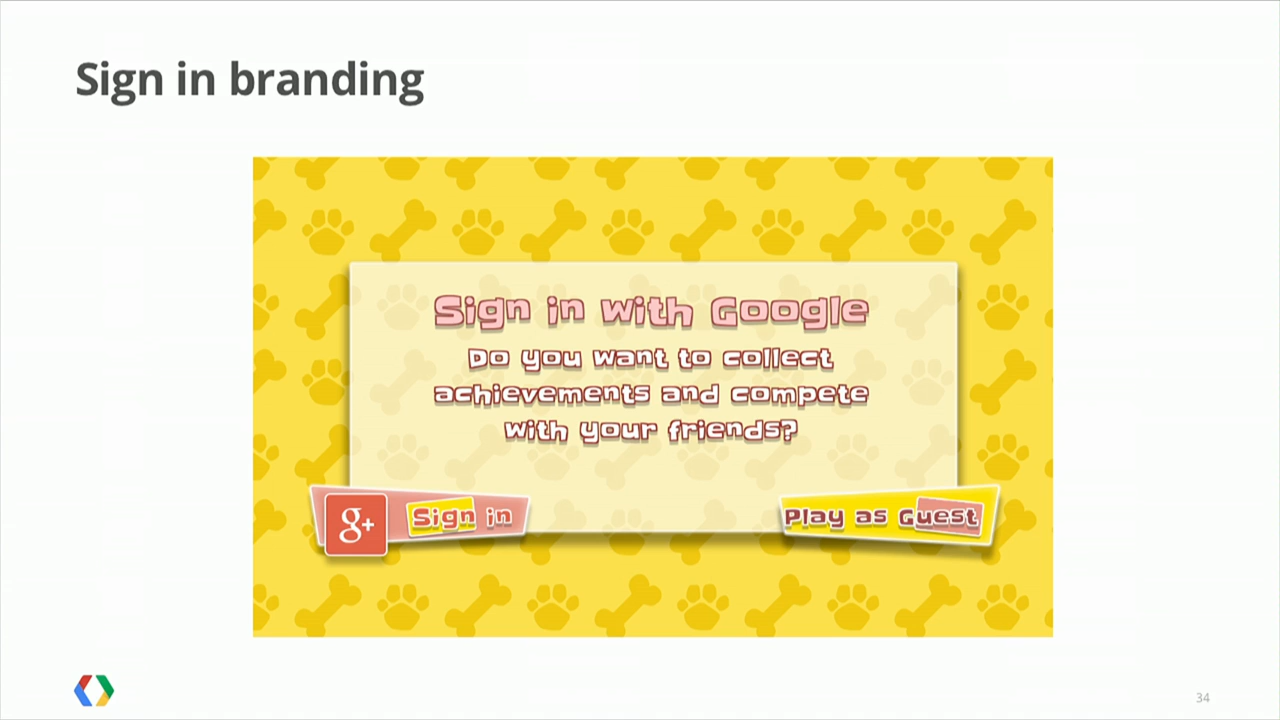 Sign in branding
Sign in with Google
Do you want to collect
achievements and compete
with your friends?
g+ Sign in
Play as Guest
34